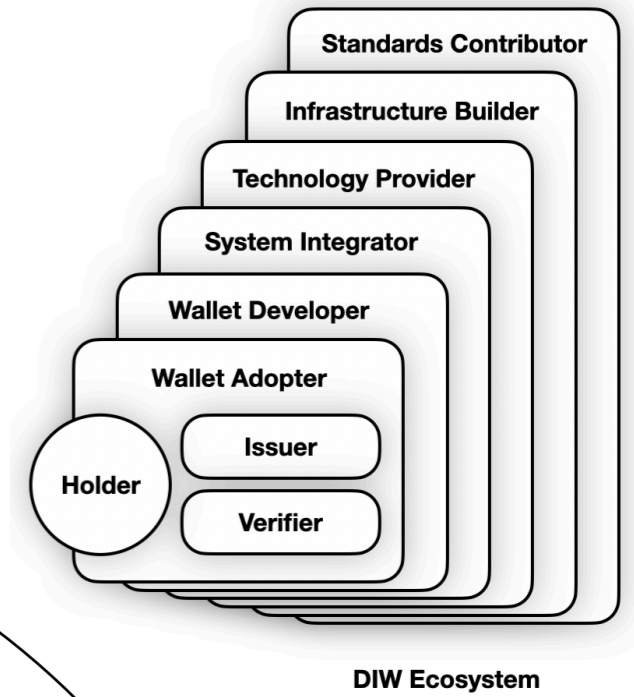 Standards Contributor
Infrastructure Builder
Technology Provider
System Integrator
Wallet Developer
Wallet Adopter
Issuer
Holder
Verifier
DIW Ecosystem